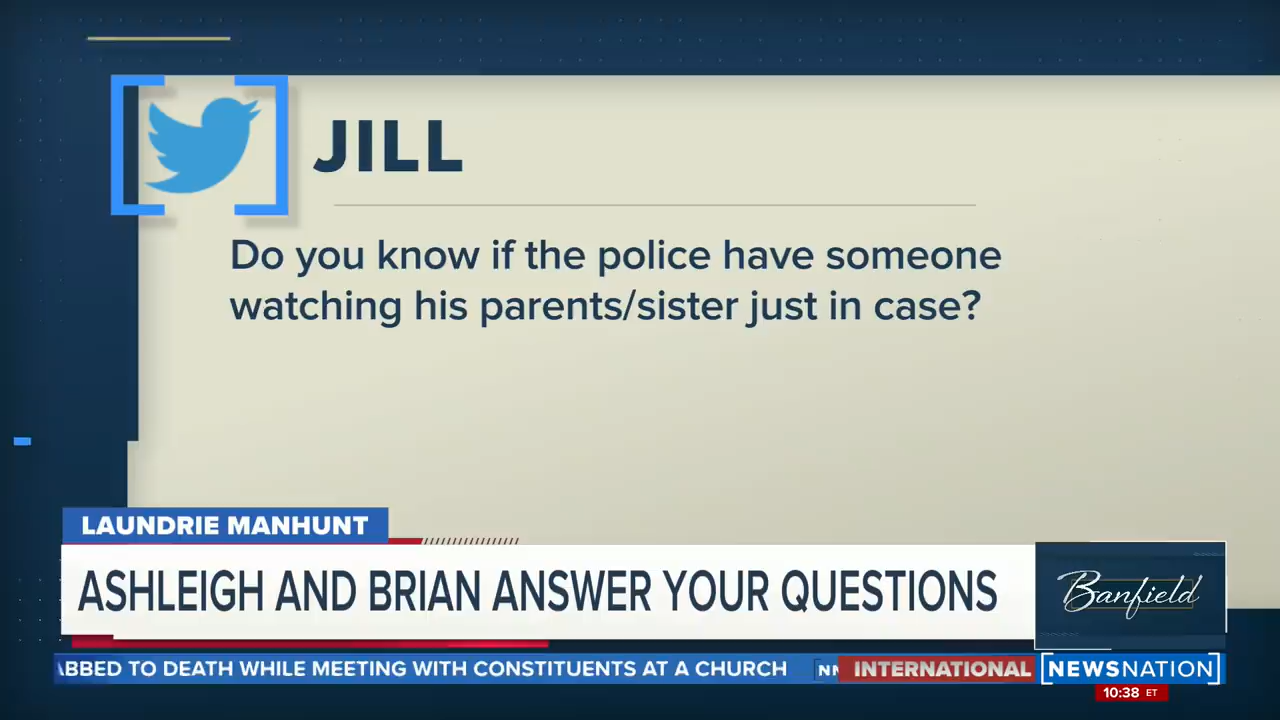 JILL
Do you know if the police have someone
watching his parents/sister just in case?
LAUNDRIE MANHUNT
ASHLEIGH AND BRIAN ANSWER YOUR QUESTIONS
Banfield
TO DEATH WHILE MEETING WITH CONSTITUENTS AT A CHURCH
INTERNATIONAL
NEWSNATION
10:38 ET